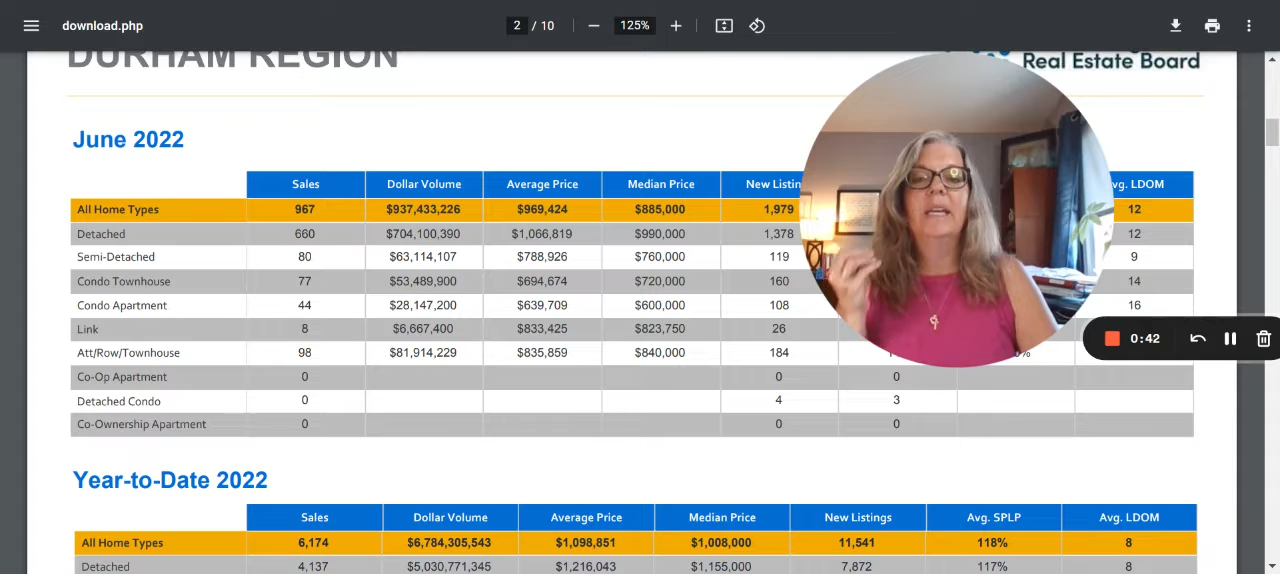 download.php 2 / 10 125%
DURHAM REGION
Real Estate Board
June 2022
Sales Dollar Volume Average Price Median Price New Listin vg. LDOM
All Home Types 967 $937,433,226 $969,424 $885,000 1,979 12
Detached 660 $704,100,390 $1,066,819 $990,000 1,378 12
Semi-Detached 80 $63,114,107 $788,926 $760,000 119 9
Condo Townhouse 77 $53,489,900 $694,674 $720,000 160 14
Condo Apartment 44 $28,147,200 $639,709 $600,000 108 16
Link 8 $6,667,400 $833,425 $823,750 26
0:42
Att/Row/Townhouse 98 $81,914,229 $835,859 $840,000 184 %
Co-Op Apartment 0 0 0
Detached Condo 0 4 3
Co-Ownership Apartment 0 0 0
Year-to-Date 2022
Sales Dollar Volume Average Price Median Price New Listings Avg. SPLP Avg. LDOM
All Home Types 6,174 $6,784,305,543 $1,098,851 $1,008,000 11,541 118% 8
Detached 4,137 $5,030,771,345 $1,216,043 $1,155,000 7,872 117% 8